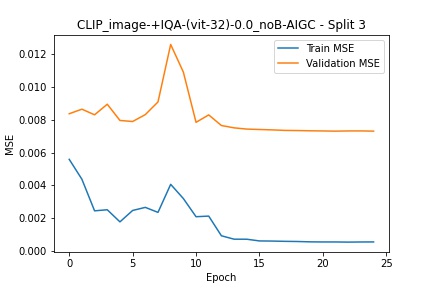 CLIP_image-+IQA-(vit-32)-0.0_noB-AIGC - Split 3
Train MSE
Validation MSE
0.012
0.010
0.008
0.006
0.004
0.002
0.000
MSE
0 5 10 15 20 25
Epoch